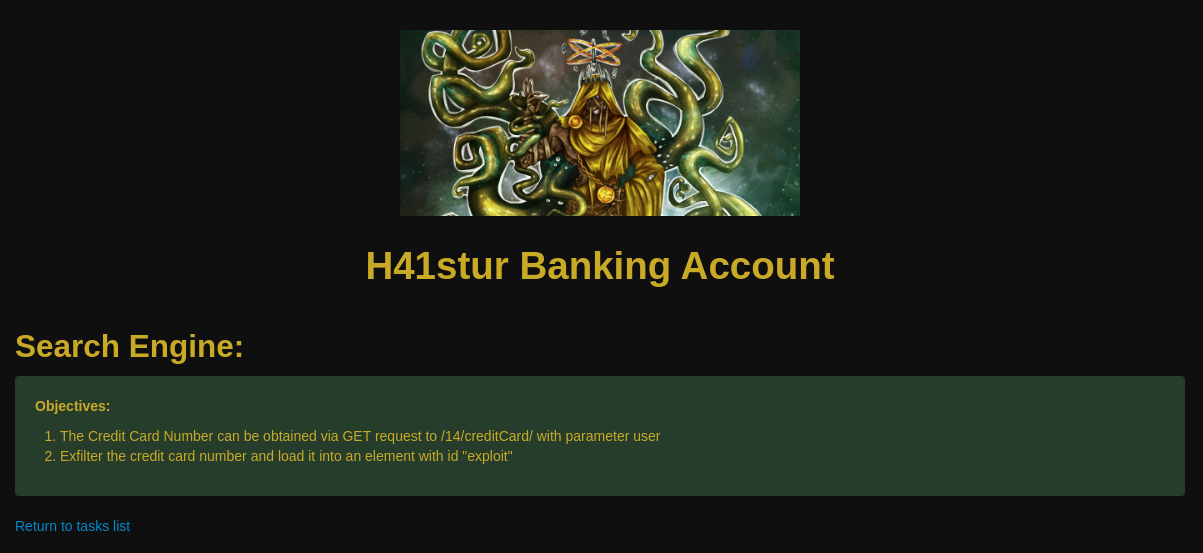 H41stur Banking Account
Search Engine:
Objectives:
1. The Credit Card Number can be obtained via GET request to /14/creditCard/ with parameter user
2. Exfilter the credit card number and load it into an element with id "exploit"
Return to tasks list